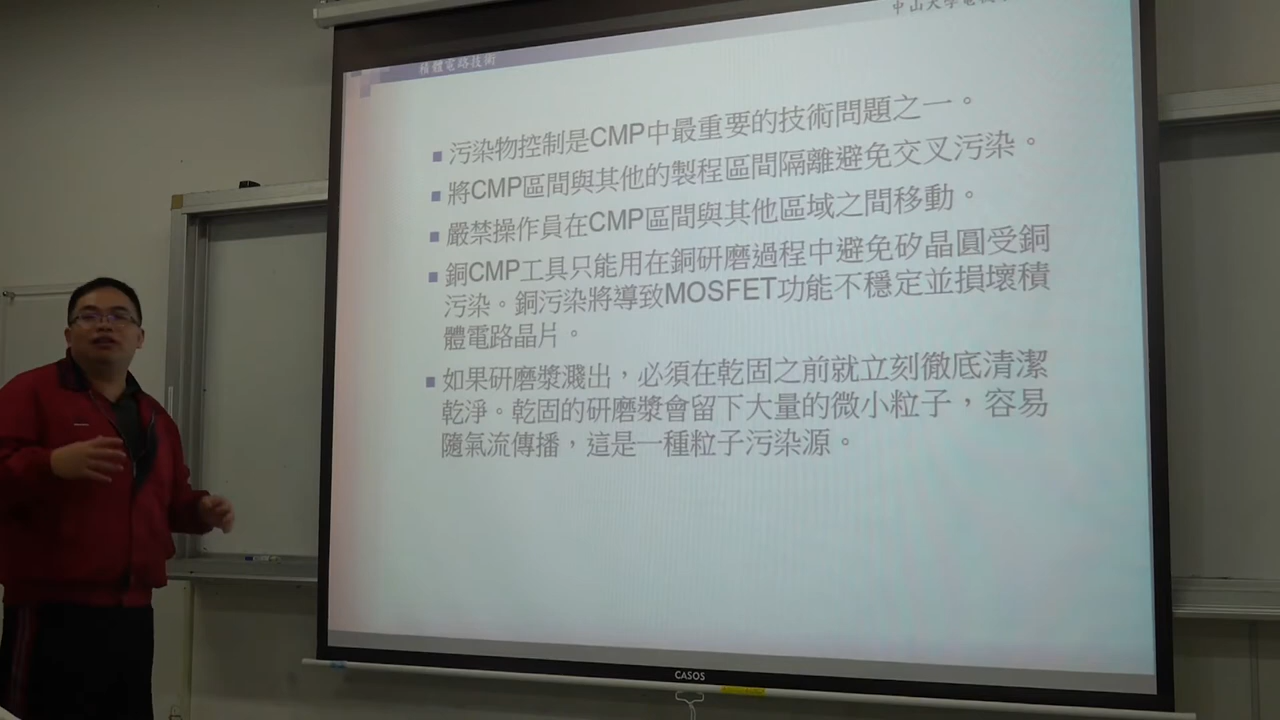 中山大學電機
積體電路技術
污染物控制是CMP中最重要的技術問題之一。
將CMP區間與其他的製程區間隔離避免交叉污染。
嚴禁操作員在CMP區間與其他區域之間移動。
銅CMP工具只能用在銅研磨過程中避免矽晶圓受銅
污染。銅污染將導致MOSFET功能不穩定並損壞積
體電路晶片。
如果研磨漿濺出，必須在乾固之前就立刻徹底清潔
乾淨。乾固的研磨漿會留下大量的微小粒子，容易
隨氣流傳播，這是一種粒子污染源。
CASOS